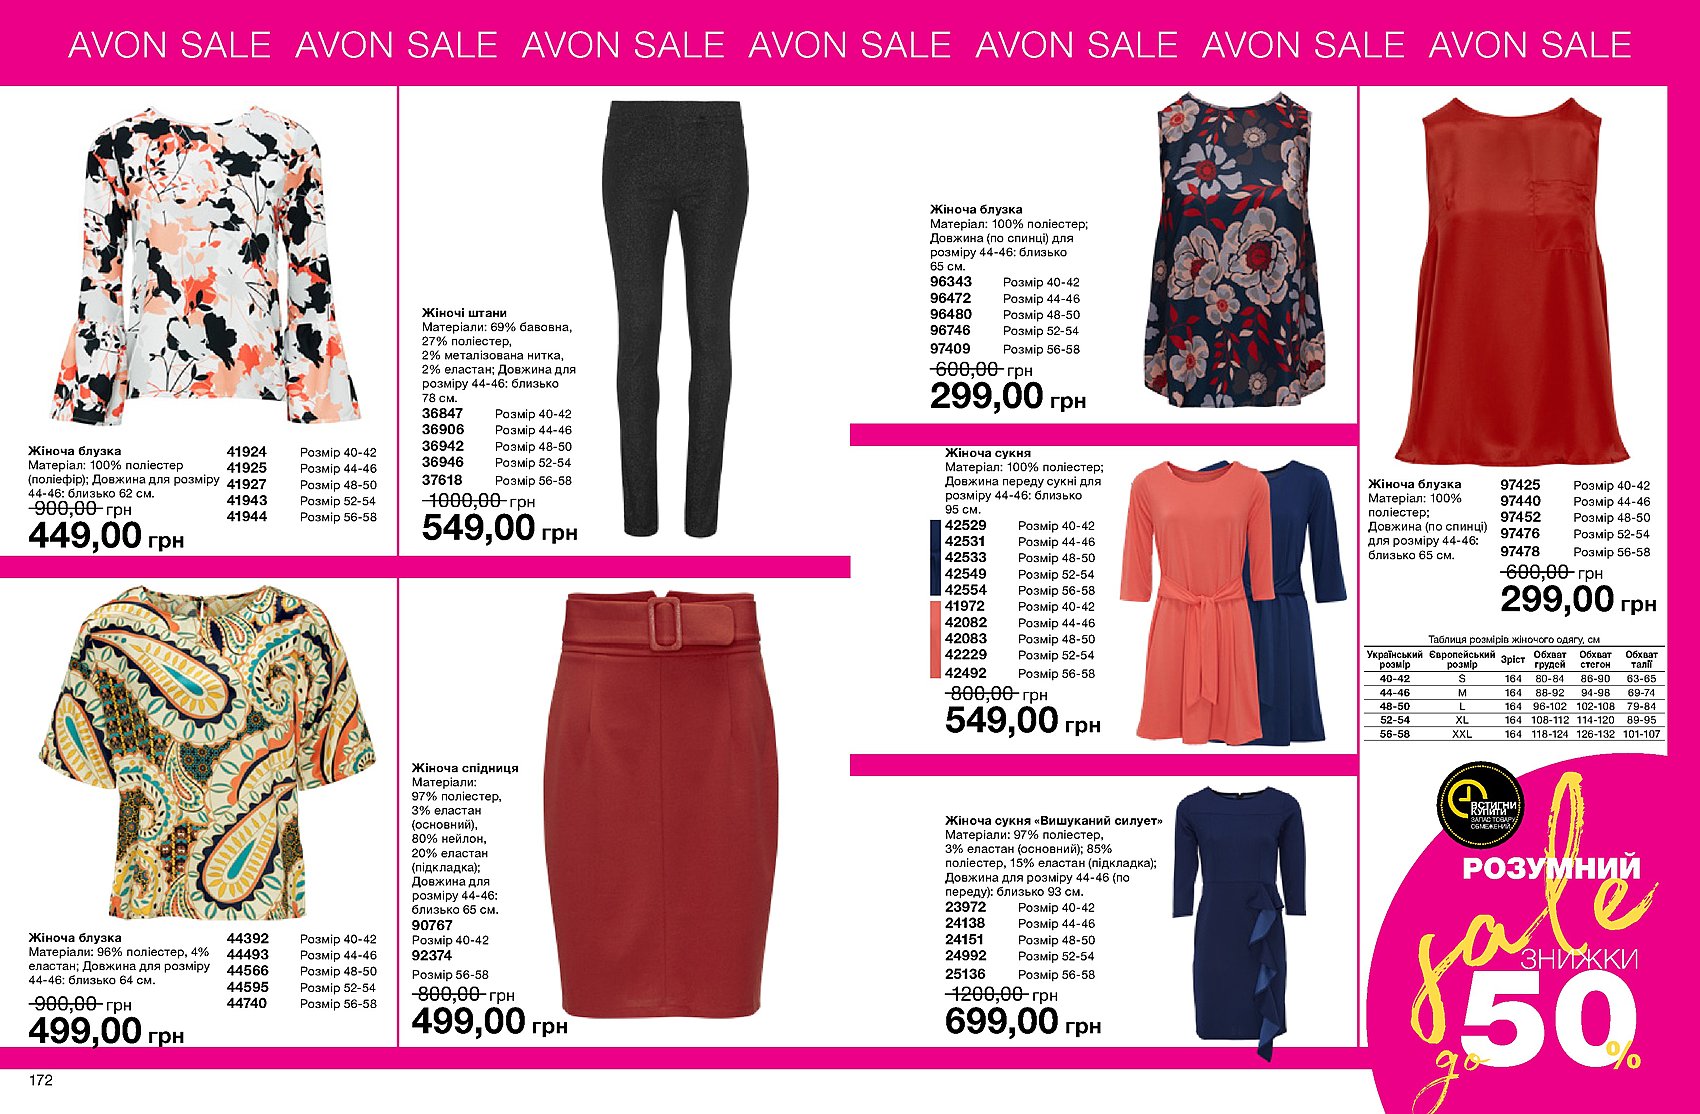 AVON SALE AVON SALE AVON SALE AVON SALE AVON SALE AVON SALE AVON SALE
Жіноча блузка
Матеріал: 100% поліестер
(поліефір); Довжина для розміру
44-46: близько 62 см.
900,00 грн
449,00 грн
41924 Розмір 40-42
41925 Розмір 44-46
41927 Розмір 48-50
41943 Розмір 52-54
41944 Розмір 56-58
Жіночі штани
Матеріали: 69% бавовна,
27% поліестер,
2% металізована нитка,
2% еластан; Довжина для
розміру 44-46: близько
78 см.
36847 Розмір 40-42
36906 Розмір 44-46
36942 Розмір 48-50
36946 Розмір 52-54
37618 Розмір 56-58
1000,00 грн
549,00 грн
Жіноча блузка
Матеріали: 96% поліестер, 4%
еластан; Довжина для розміру
44-46: близько 64 см.
900,00 грн
499,00 грн
44392 Розмір 40-42
44493 Розмір 44-46
44566 Розмір 48-50
44595 Розмір 52-54
44740 Розмір 56-58
Жіноча спідниця
Матеріали:
97% поліестер,
3% еластан
(основний),
80% нейлон,
20% еластан
(підкладка);
Довжина для
розміру 44-46:
близько 65 см.
90767
Розмір 40-42
92374
Розмір 56-58
800,00 грн
499,00 грн
Жіноча блузка
Матеріал: 100% поліестер;
Довжина (по спинці) для
розміру 44-46: близько
65 см.
96343 Розмір 40-42
96472 Розмір 44-46
96480 Розмір 48-50
96746 Розмір 52-54
97409 Розмір 56-58
600,00 грн
299,00 грн
Жіноча сукня
Матеріал: 100% поліестер;
Довжина переду сукні для
розміру 44-46: близько
95 см.
42529 Розмір 40-42
42531 Розмір 44-46
42533 Розмір 48-50
42549 Розмір 52-54
42554 Розмір 56-58
41972 Розмір 40-42
42082 Розмір 44-46
42083 Розмір 48-50
42229 Розмір 52-54
42492 Розмір 56-58
800,00 грн
549,00 грн
Жіноча сукня «Вишуканий силует»
Матеріали: 97% поліестер,
3% еластан (основний); 85%
поліестер, 15% еластан (підкладка);
Довжина для розміру 44-46 (по
переду): близько 93 см.
23972 Розмір 40-42
24138 Розмір 44-46
24151 Розмір 48-50
24992 Розмір 52-54
25136 Розмір 56-58
1200,00 грн
699,00 грн
Жіноча блузка
Матеріал: 100%
поліестер;
Довжина (по спинці)
для розміру 44-46:
близько 65 см.
97425 Розмір 40-42
97440 Розмір 44-46
97452 Розмір 48-50
97476 Розмір 52-54
97478 Розмір 56-58
600,00 грн
299,00 грн
Таблиця розмірів жіночого одягу, см
Український розмір Європейський розмір Зріст Обхват грудей Обхват стегон Обхват талії
40-42 S 164 80-84 86-90 63-65
44-46 M 164 88-92 94-98 69-74
48-50 L 164 96-102 102-108 79-84
52-54 XL 164 108-112 114-120 89-95
56-58 XXL 164 118-124 126-132 101-107
ВСТИГНИ
КУПИТИ
ЗАПАС ТОВАРУ
ОБМЕЖЕНИЙ
РОЗУМНИЙ
sale
ЗНИЖКИ
до 50%
172